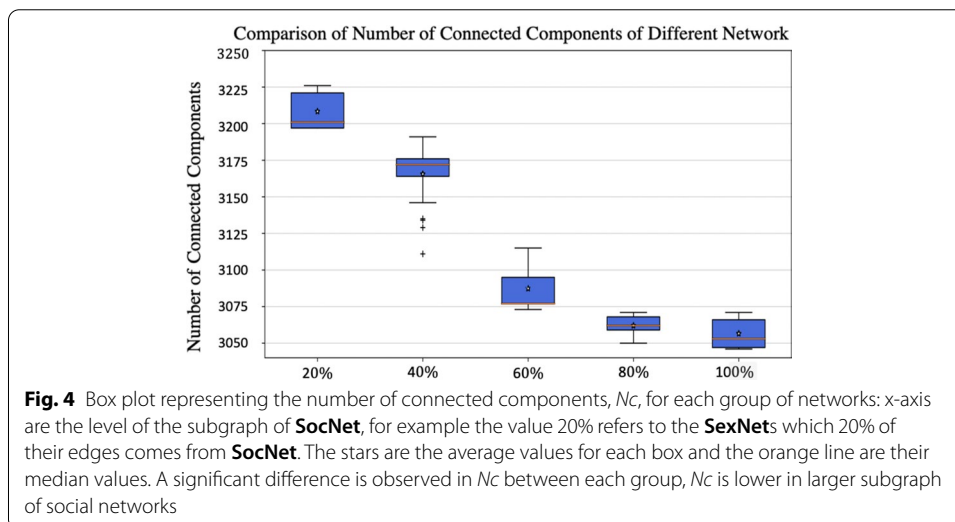 Comparison of Number of Connected Components of Different Network
Number of Connected Components
3250
3225
3200
3175
3150
3125
3100
3075
3050
20% 40% 60% 80% 100%
Fig. 4 Box plot representing the number of connected components, Nc, for each group of networks: x-axis
are the level of the subgraph of SocNet, for example the value 20% refers to the SexNets which 20% of
their edges comes from SocNet. The stars are the average values for each box and the orange line are their
median values. A significant difference is observed in Nc between each group, Nc is lower in larger subgraph
of social networks